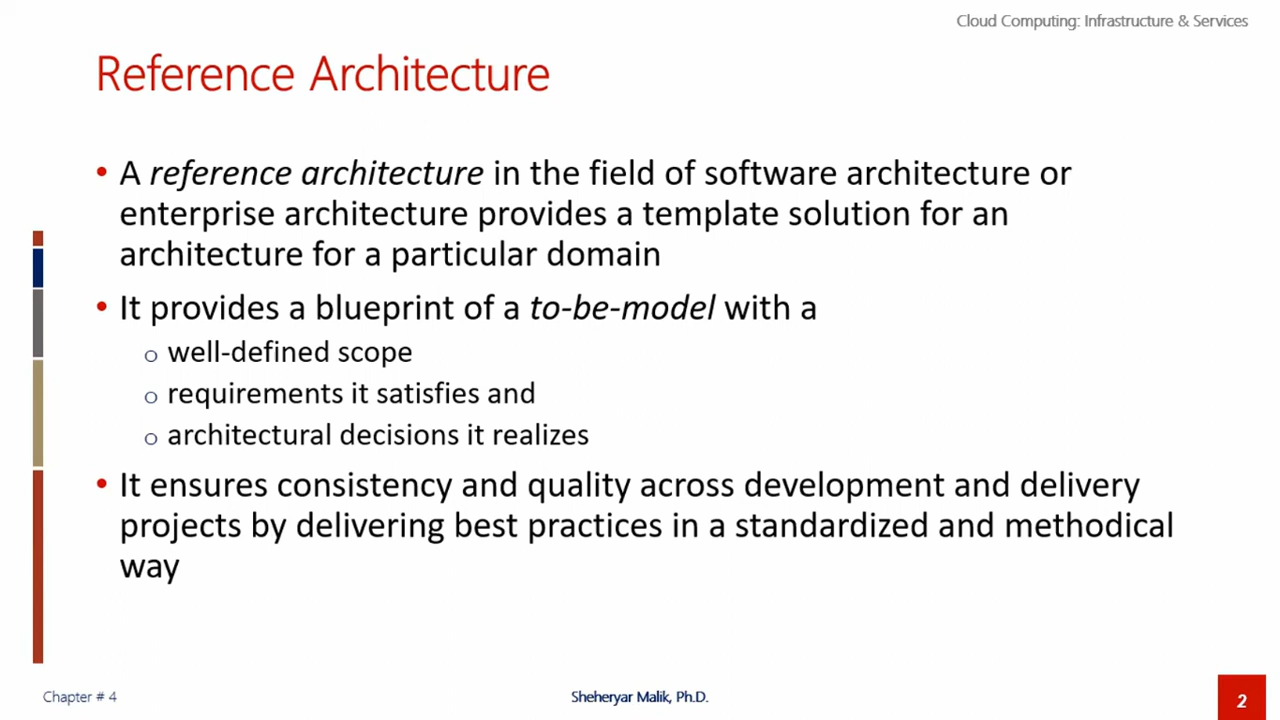 Cloud Computing: Infrastructure & Services
Reference Architecture
• A reference architecture in the field of software architecture or
enterprise architecture provides a template solution for an
architecture for a particular domain
• It provides a blueprint of a to-be-model with a
o well-defined scope
o requirements it satisfies and
o architectural decisions it realizes
• It ensures consistency and quality across development and delivery
projects by delivering best practices in a standardized and methodical
way
Chapter # 4
Sheheryar Malik, Ph.D.
2